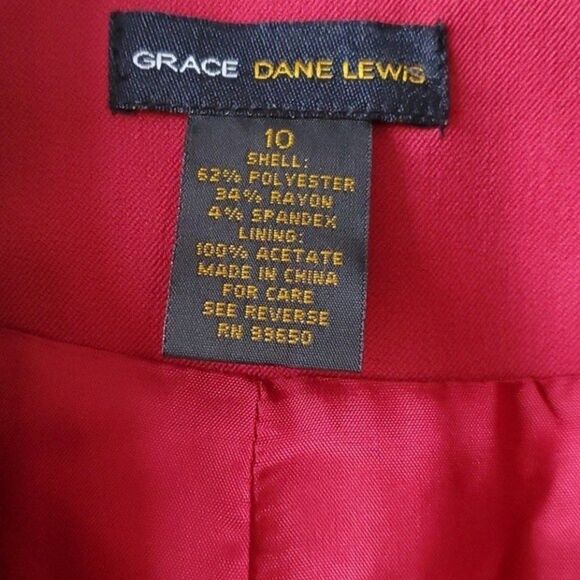 GRACE DANE LEWIS
10
SHELL:
62% POLYESTER
34% RAYON
4% SPANDEX
LINING:
100% ACETATE
MADE IN CHINA
FOR CARE
SEE REVERSE
RN 99650